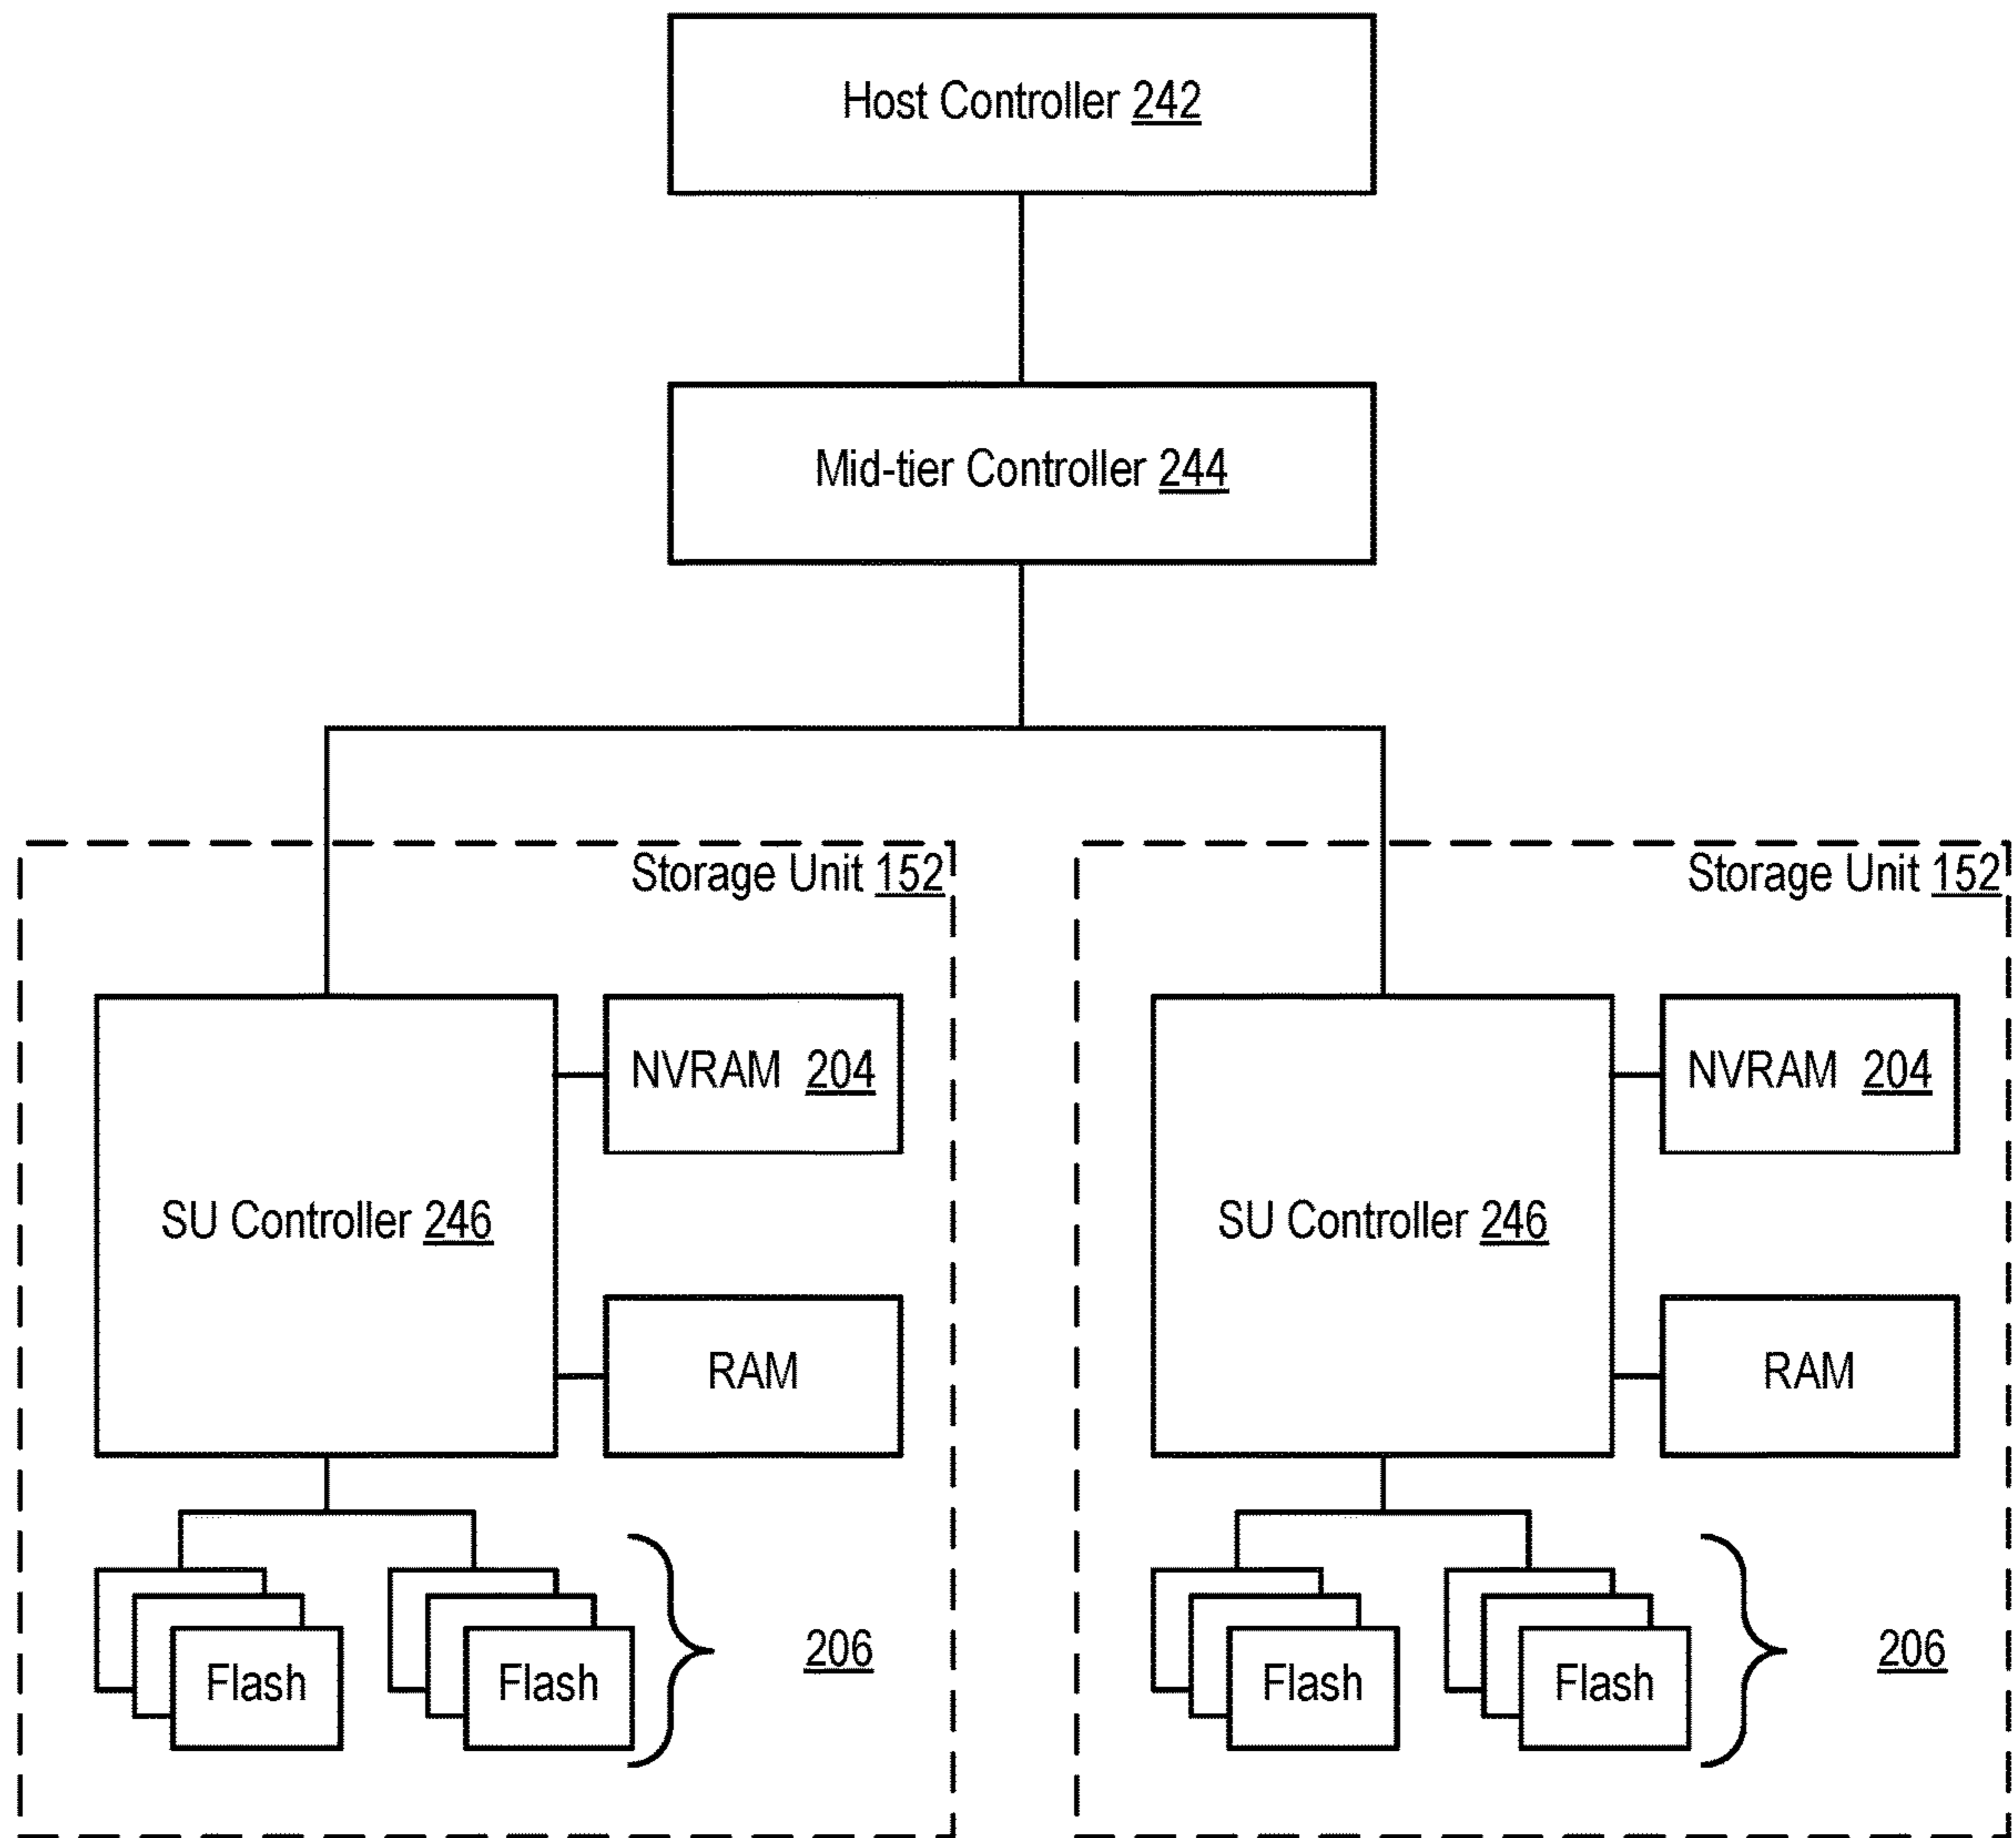 Host Controller 242
Mid-tier Controller 244
Storage Unit 152
NVRAM 204
SU Controller 246
RAM
Flash
Flash
206
Storage Unit 152
NVRAM 204
SU Controller 246
RAM
Flash
Flash
206